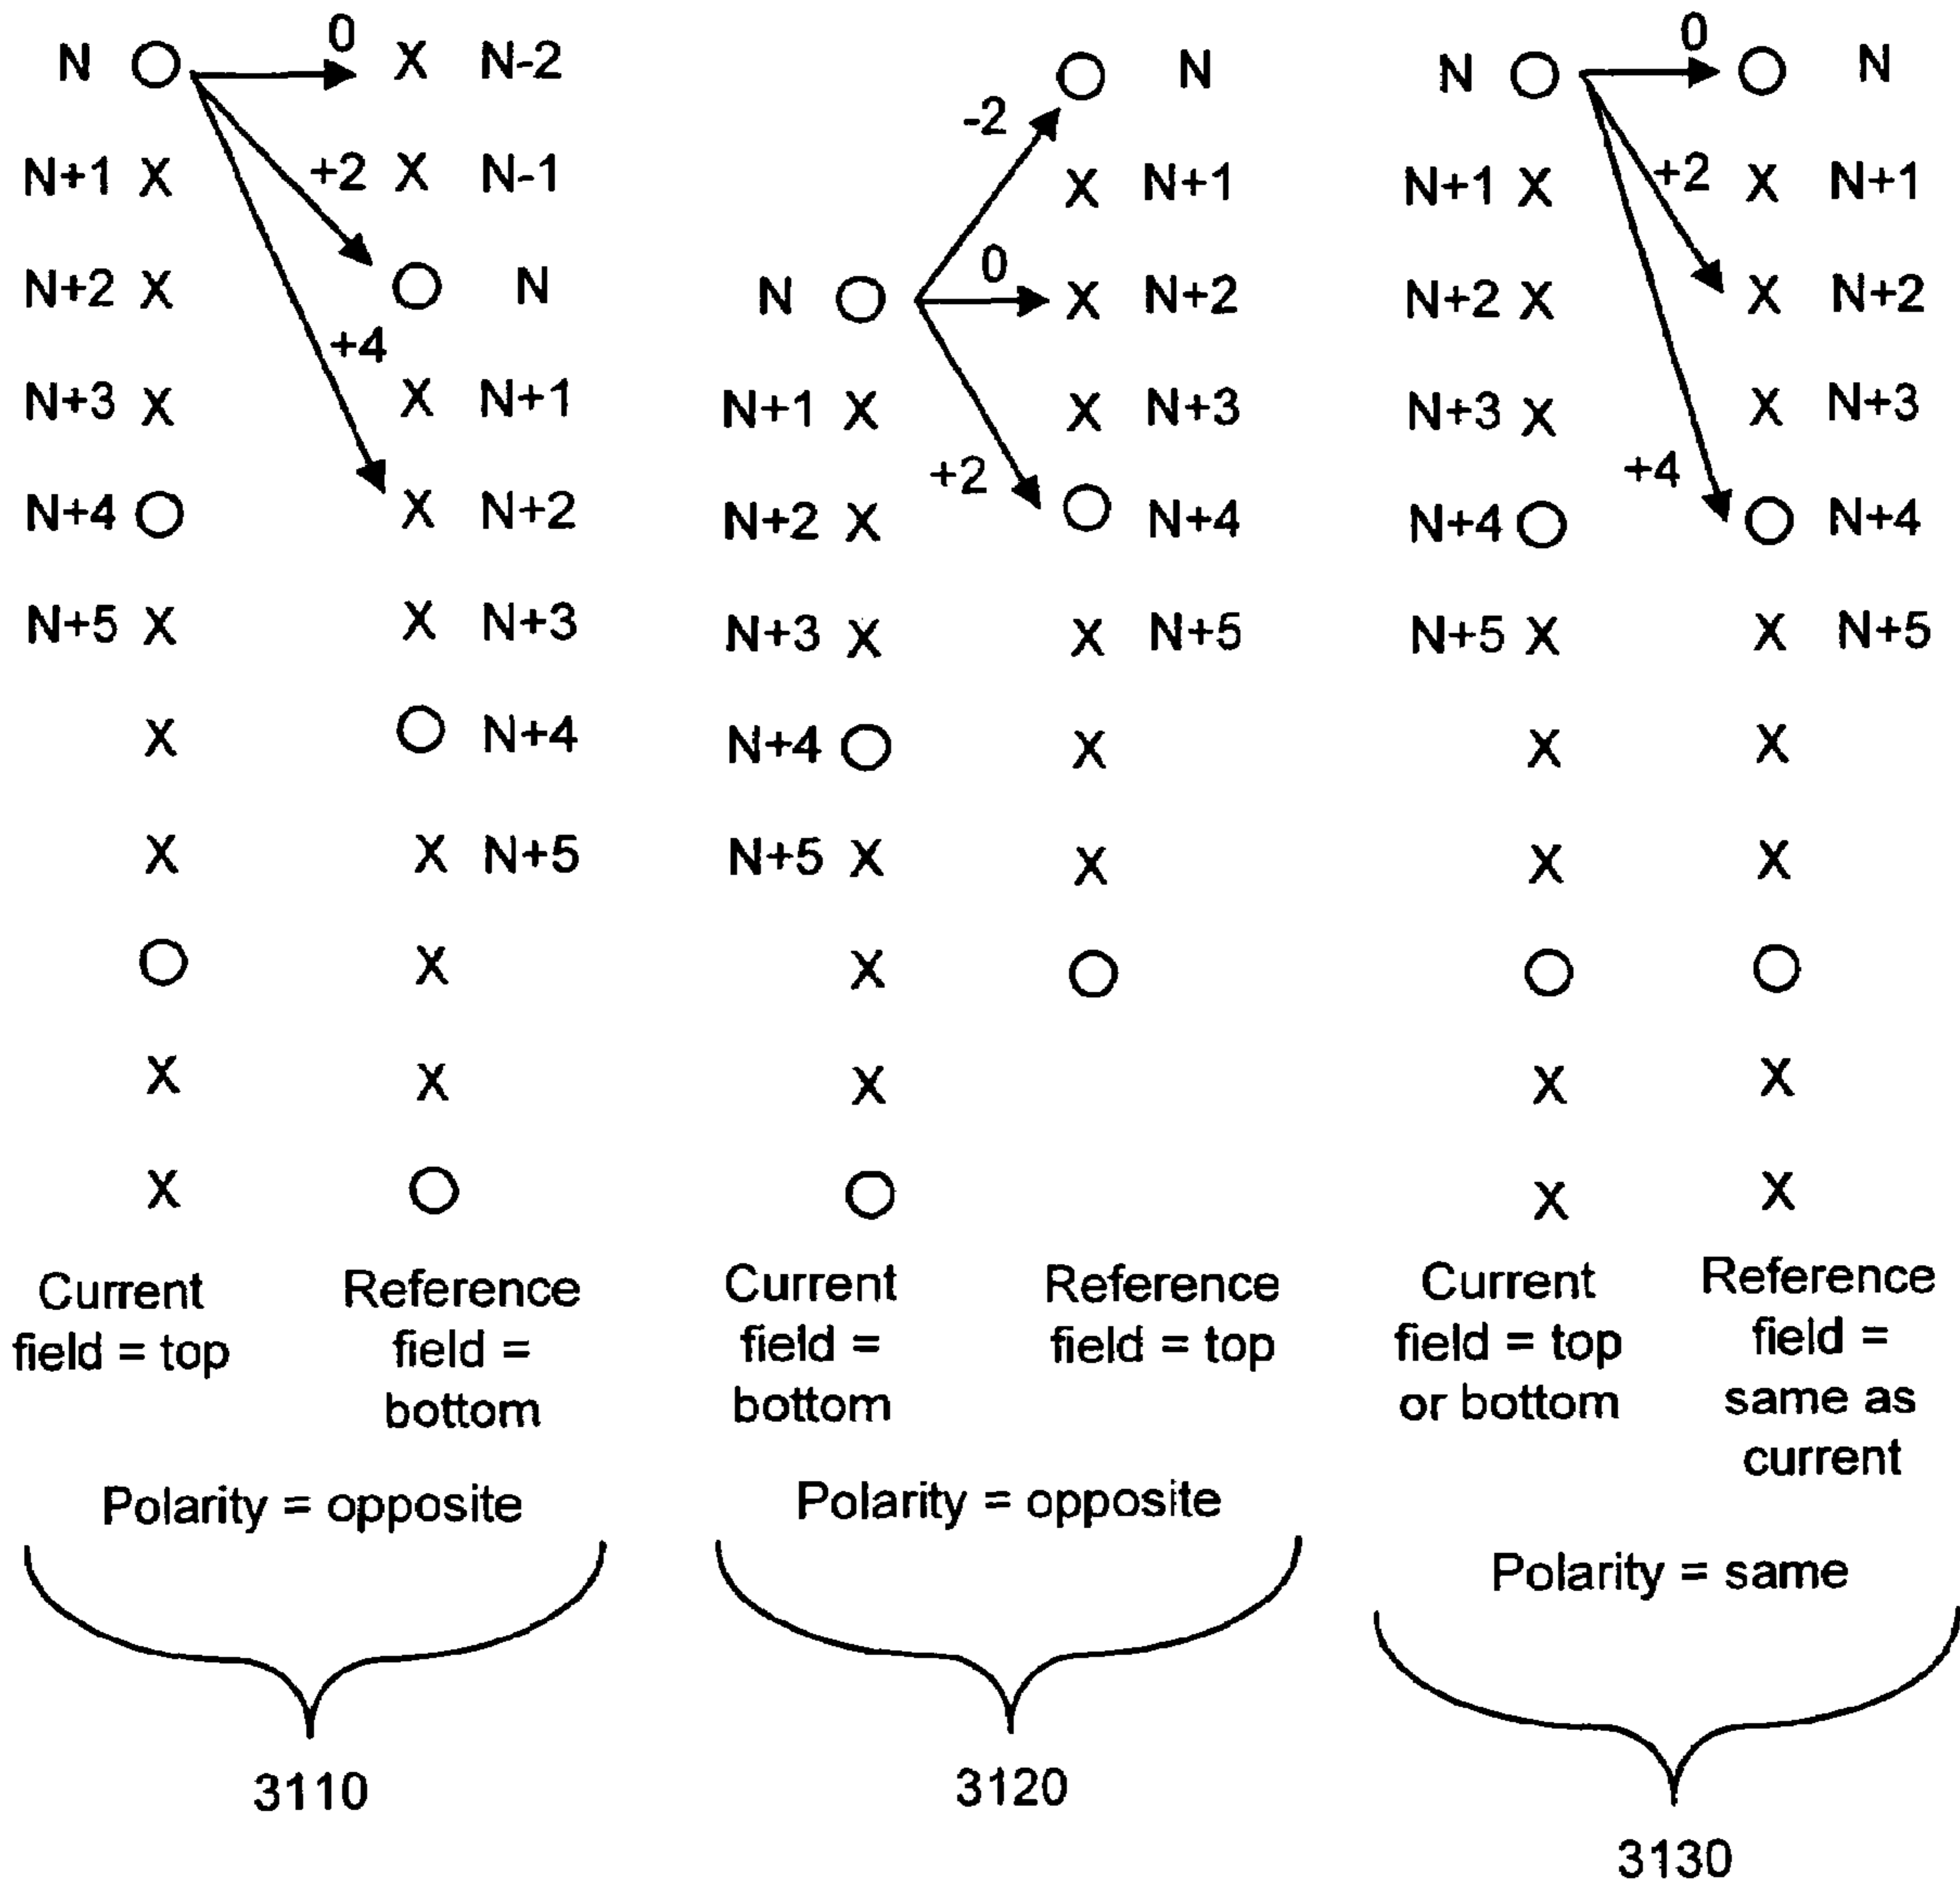 N O 0 X N-2
N+1 X +2 X N-1
N+2 X O N
N+3 X +4 X N+1
N+4 O X N+2
N+5 X X N+3
X O N+4
X X N+5
O X
X X
X O
Current
field = top
Reference
field =
bottom
Polarity = opposite
3110
O N
-2
X N+1
N O 0 X N+2
N+1 X X N+3
+2
N+2 X O N+4
N+3 X X N+5
N+4 O X
N+5 X X
X O
X
O
Current
field =
bottom
Reference
field = top
Polarity = opposite
3120
N O 0 O N
N+1 X +2 X N+1
N+2 X X N+2
N+3 X X N+3
+4
N+4 O O N+4
N+5 X X N+5
X X
X X
O O
X X
X X
Current
field = top
or bottom
Reference
field =
same as
current
Polarity = same
3130